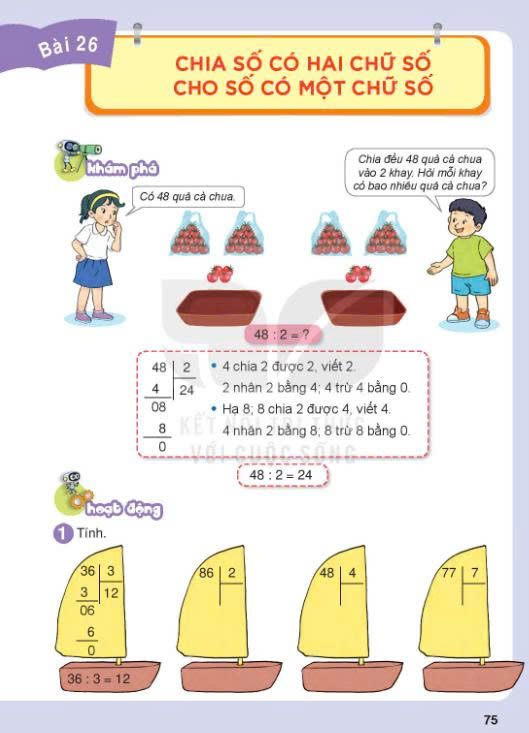 Bài 26
CHIA SỐ CÓ HAI CHỮ SỐ
CHO SỐ CÓ MỘT CHỮ SỐ
khám phá
Có 48 quả cà chua.
Chia đều 48 quả cà chua
vào 2 khay. Hỏi mỗi khay
có bao nhiêu quả cà chua?
48 : 2 = ?
48 2
4 24
08
8
0
• 4 chia 2 được 2, viết 2.
2 nhân 2 bằng 4; 4 trừ 4 bằng 0.
• Hạ 8; 8 chia 2 được 4, viết 4.
4 nhân 2 bằng 8; 8 trừ 8 bằng 0.
KẾT NỐI TRI THỨC
VỚI CUỘC SỐNG
48 : 2 = 24
hoạt động
1 Tính.
36 3
3 12
06
6
0
36 : 3 = 12
86 2
48 4
77 7
75